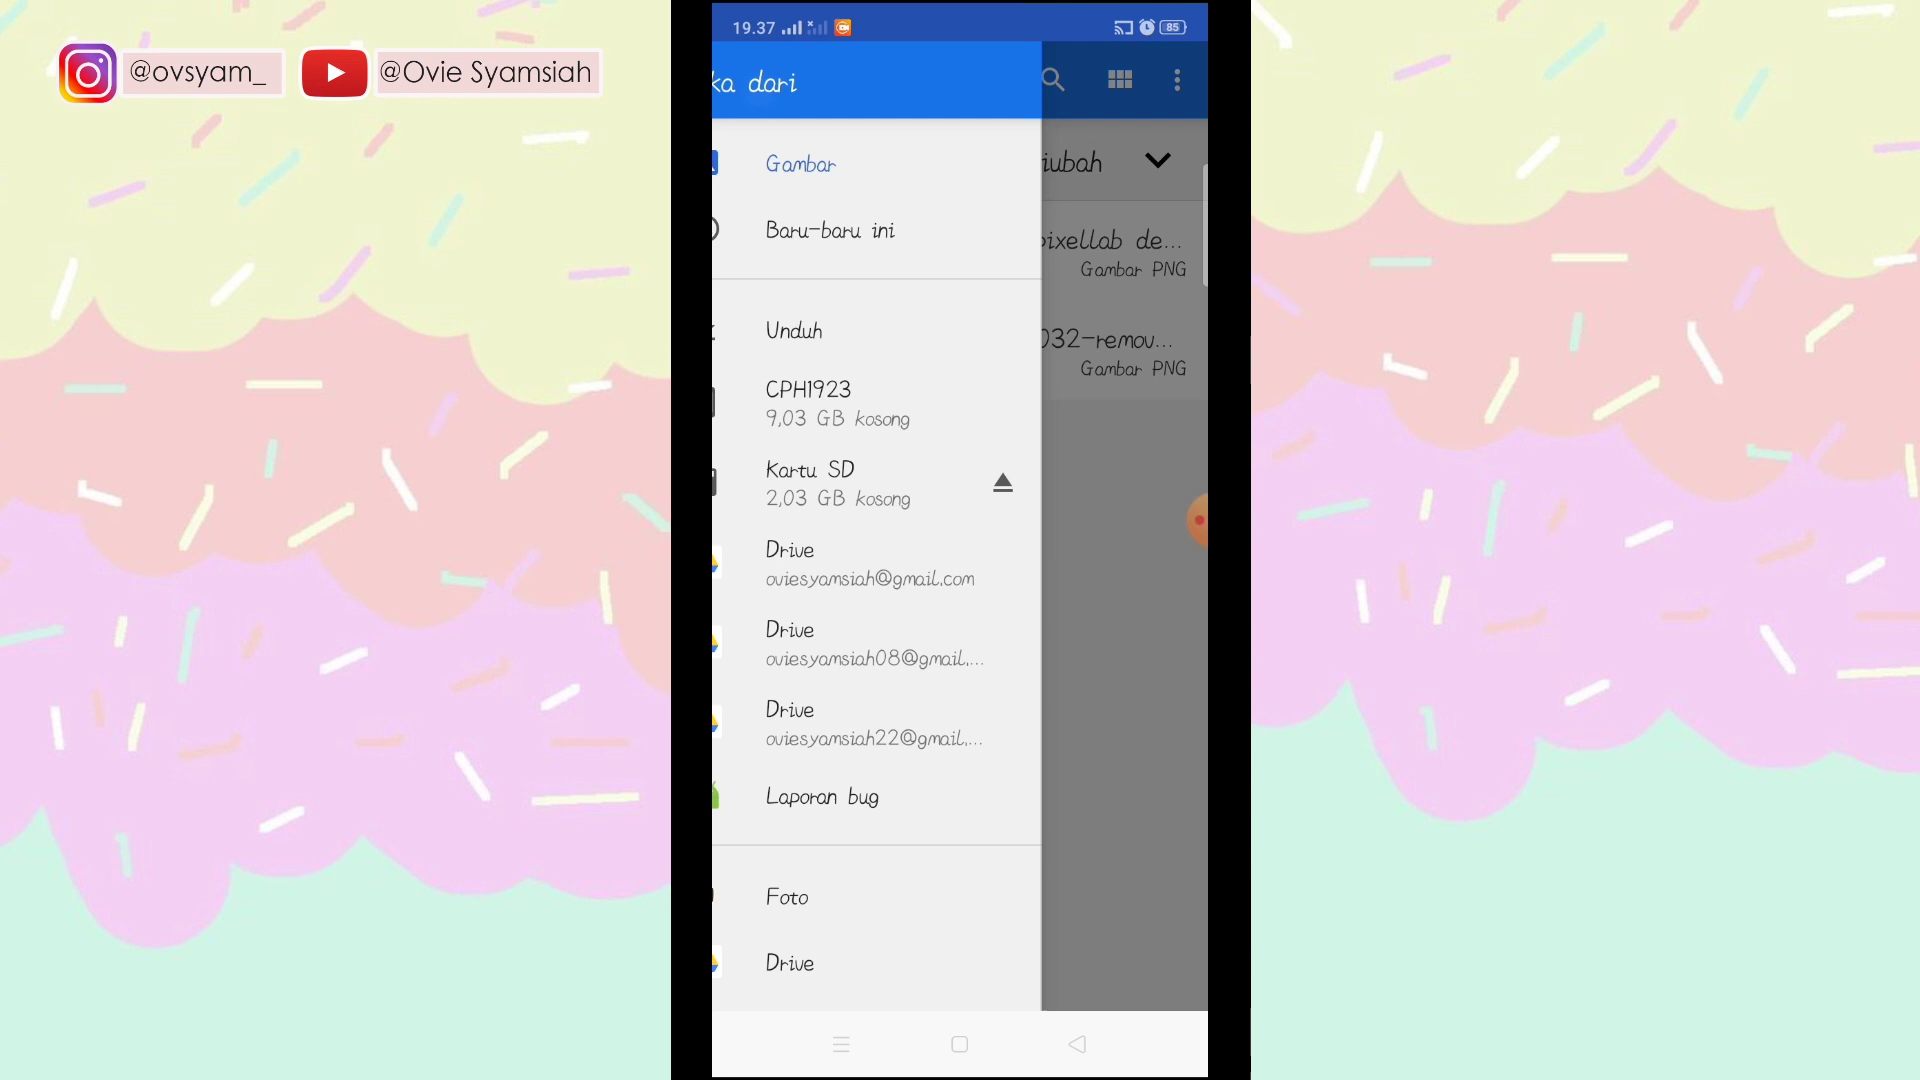 @ovsyam_
@Ovie Syamsiah
19.37
85
ka dari
Gambar
iubah
Baru-baru ini
pixellab de...
Gambar PNG
Unduh
032-remov...
Gambar PNG
CPH1923
9,03 GB kosong
Kartu SD
2,03 GB kosong
Drive
oviesyamsiah@gmail.com
Drive
oviesyamsiah08@gmail....
Drive
oviesyamsiah22@gmail....
Laporan bug
Foto
Drive